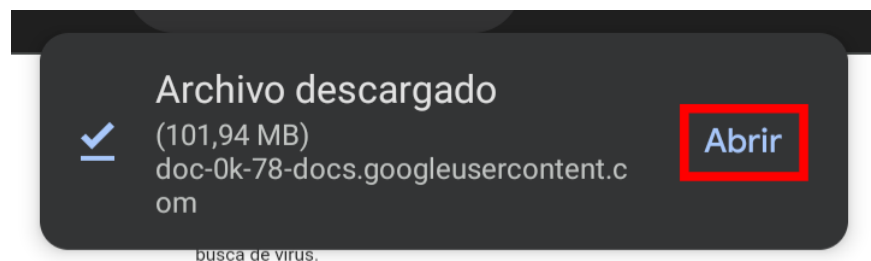 Archivo descargado
(101,94 MB)
doc-0k-78-docs.googleusercontent.c
om
Abrir
busca de virus.